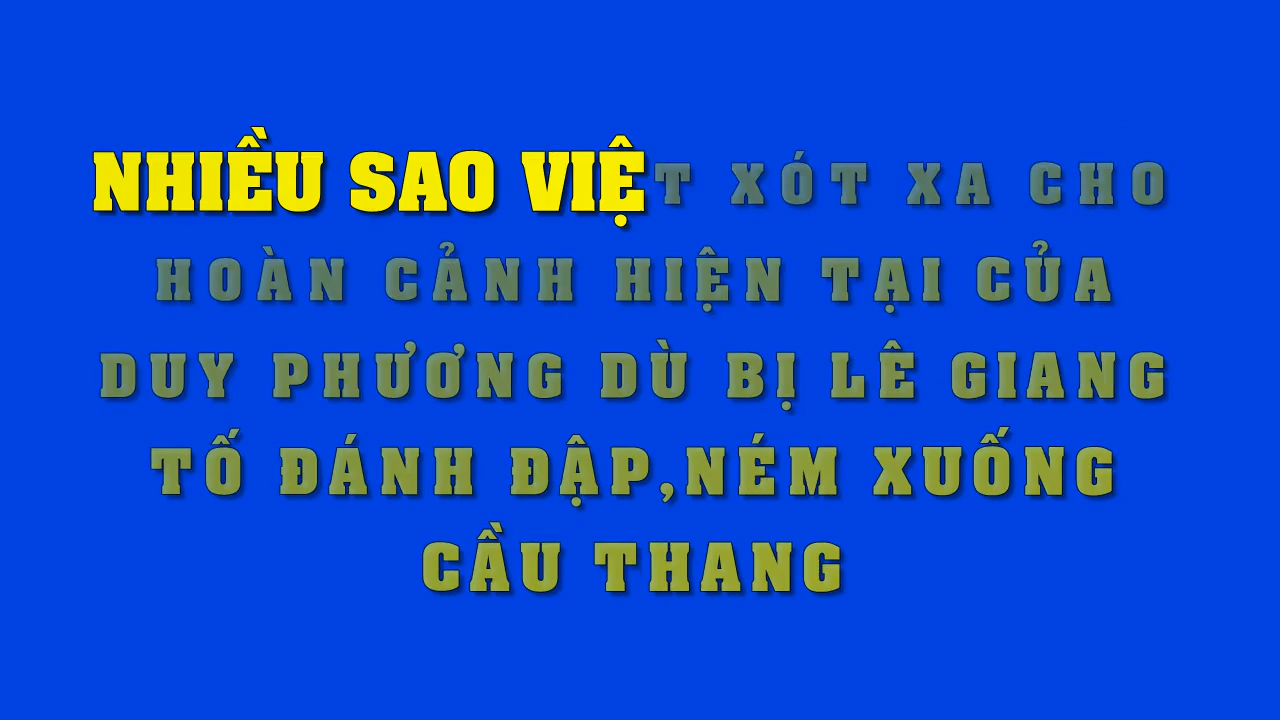 NHIỀU SAO VIỆT XÓT XA CHO
HOÀN CẢNH HIỆN TẠI CỦA
DUY PHƯƠNG DÙ BỊ LÊ GIANG
TỐ ĐÁNH ĐẬP,NÉM XUỐNG
CẦU THANG